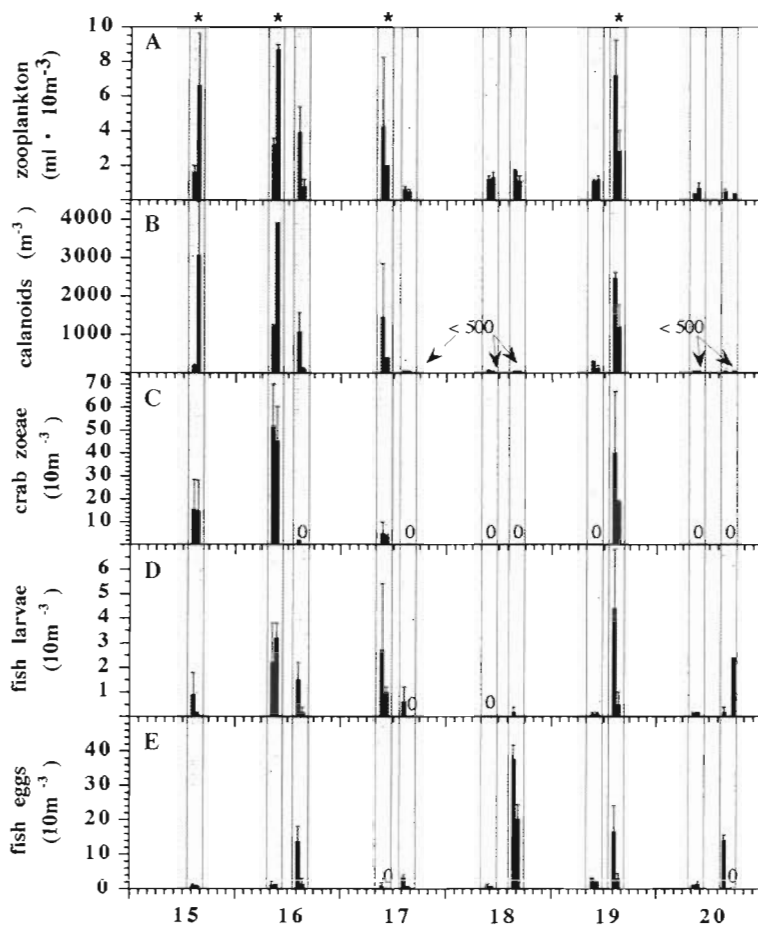 * * * *
A
zooplankton
(ml · 10m-3)
10
8
6
4
2
B
calanoids (m-3)
4000
3000
2000
1000
< 500
< 500
C
crab zoeae
(10m-3)
70
60
50
40
30
20
10
0 0 0 0 0 0 0
D
fish larvae
(10m-3)
6
5
4
3
2
1
0 0
E
fish eggs
(10m-3)
40
30
20
10
0
0 0
15 16 17 18 19 20